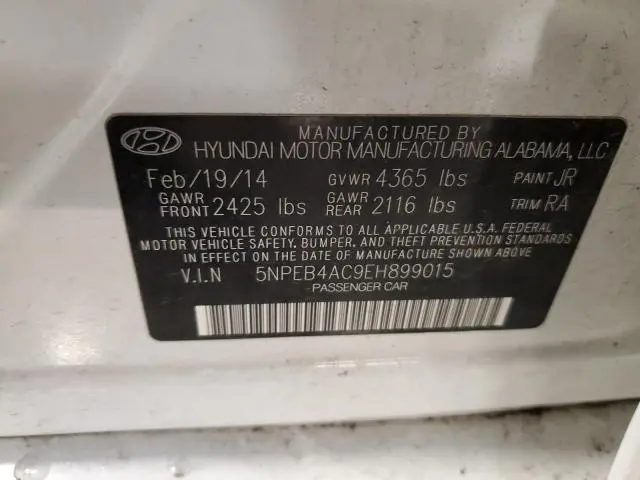 MANUFACTURED BY
HYUNDAI MOTOR MANUFACTURING ALABAMA, LLC
Feb/19/14 GVWR 4365 lbs PAINT JR
GAWR FRONT 2425 lbs GAWR REAR 2116 lbs TRIM RA
THIS VEHICLE CONFORMS TO ALL APPLICABLE U.S.A. FEDERAL
MOTOR VEHICLE SAFETY, BUMPER, AND THEFT PREVENTION STANDARDS
IN EFFECT ON THE DATE OF MANUFACTURE SHOWN ABOVE.
V.I.N 5NPEB4AC9EH899015
PASSENGER CAR